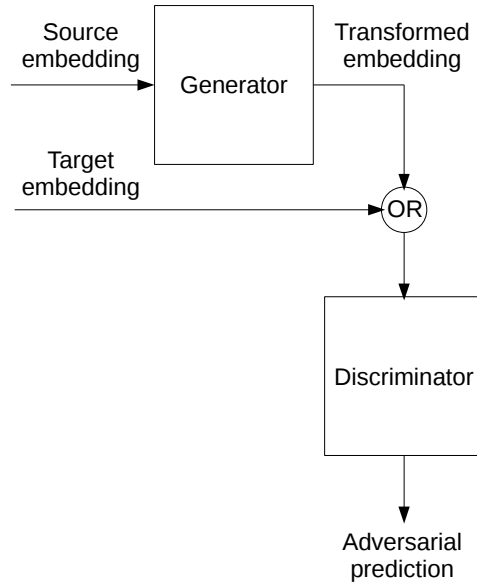 Source
embedding
Generator
Transformed
embedding
Target
embedding
OR
Discriminator
Adversarial
prediction